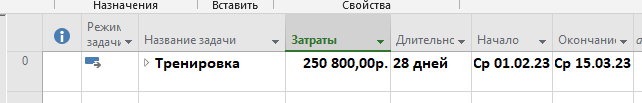 Назначения Вставить Свойства
Режим задачи Название задачи Затраты Длительнс Начало Окончание
0 Тренировка 250 800,00р. 28 дней Ср 01.02.23 Ср 15.03.23